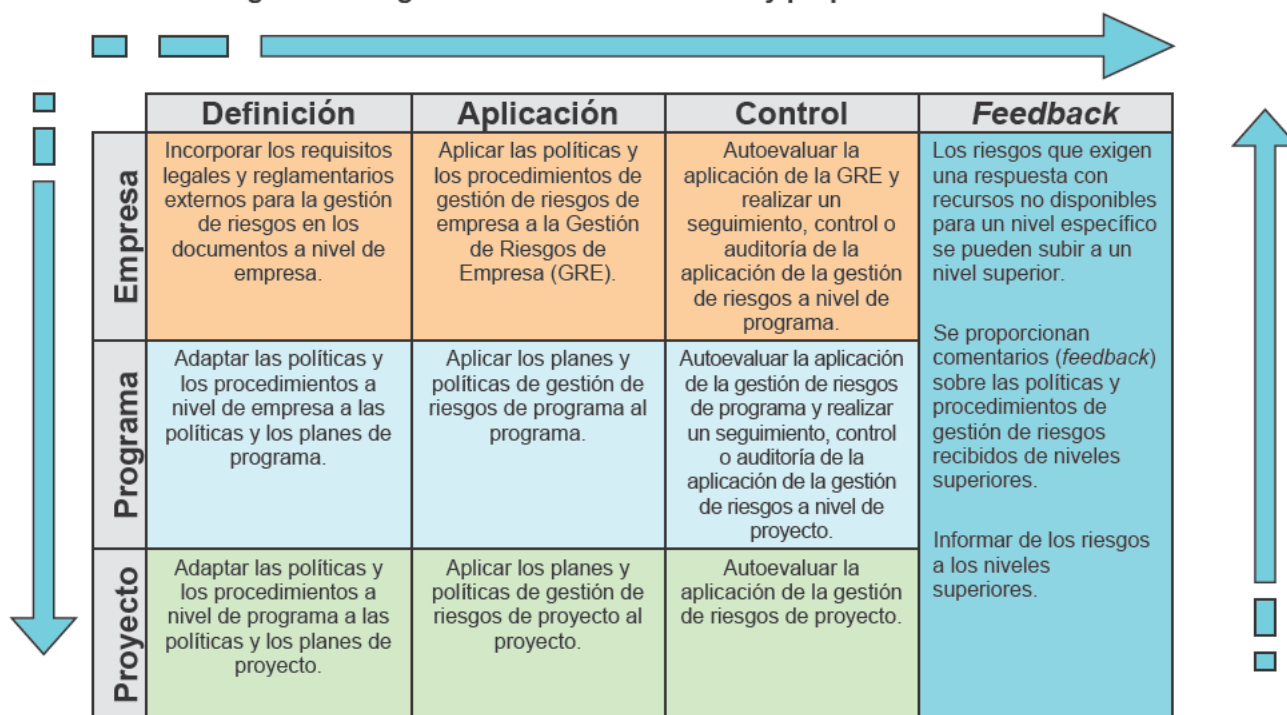 Definición
Aplicación
Control
Feedback
Empresa
Incorporar los requisitos
legales y reglamentarios
externos para la gestión
de riesgos en los
documentos a nivel de
empresa.
Aplicar las políticas y
los procedimientos de
gestión de riesgos de
empresa a la Gestión
de Riesgos de
Empresa (GRE).
Autoevaluar la
aplicación de la GRE y
realizar un
seguimiento, control o
auditoría de la
aplicación de la gestión
de riesgos a nivel de
programa.
Los riesgos que exigen
una respuesta con
recursos no disponibles
para un nivel específico
se pueden subir a un
nivel superior.
Se proporcionan
comentarios (feedback)
sobre las políticas y
procedimientos de
gestión de riesgos
recibidos de niveles
superiores.
Informar de los riesgos
a los niveles
superiores.
Programa
Adaptar las políticas y
los procedimientos a
nivel de empresa a las
políticas y los planes de
programa.
Aplicar los planes y
políticas de gestión de
riesgos de programa al
programa.
Autoevaluar la aplicación
de la gestión de riesgos
de programa y realizar
un seguimiento, control
o auditoría de la
aplicación de la gestión
de riesgos a nivel de
proyecto.
Proyecto
Adaptar las políticas y
los procedimientos a
nivel de programa a las
políticas y los planes de
proyecto.
Aplicar los planes y
políticas de gestión de
riesgos de proyecto al
proyecto.
Autoevaluar la
aplicación de la gestión
de riesgos de proyecto.